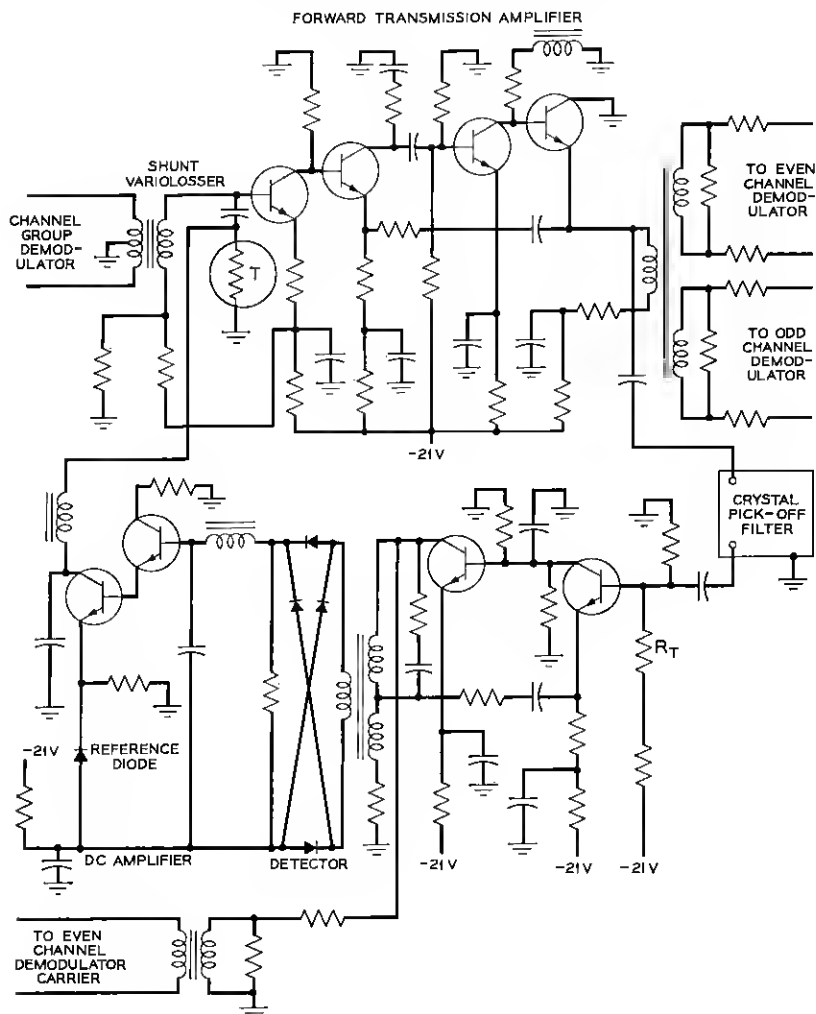 FORWARD TRANSMISSION AMPLIFIER
SHUNT
VARIOLOSSER
CHANNEL
GROUP
DEMOD-
ULATOR
T
TO EVEN
CHANNEL
DEMOD-
ULATOR
TO ODD
CHANNEL
DEMOD-
ULATOR
-21V
CRYSTAL
PICK-OFF
FILTER
RT
-21V
REFERENCE
DIODE
DC AMPLIFIER
DETECTOR
-21V
-21V
-21V
TO EVEN
CHANNEL
DEMODULATOR
CARRIER